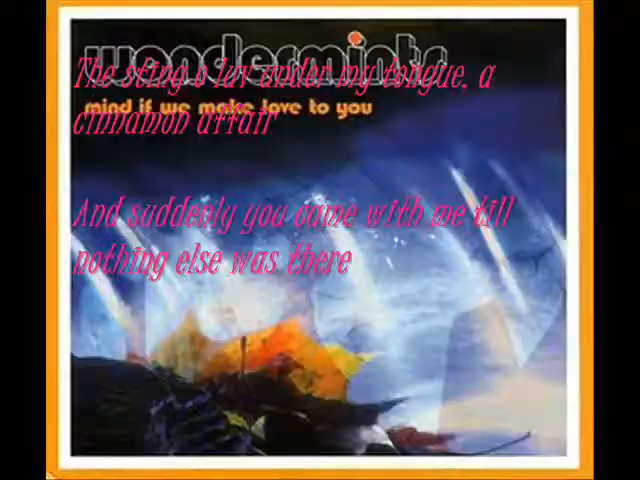 wondermints
The sting o luv under my tongue, a
mind if we make love to you
cinnamon affair
And suddenly you came with me till
nothing else was there